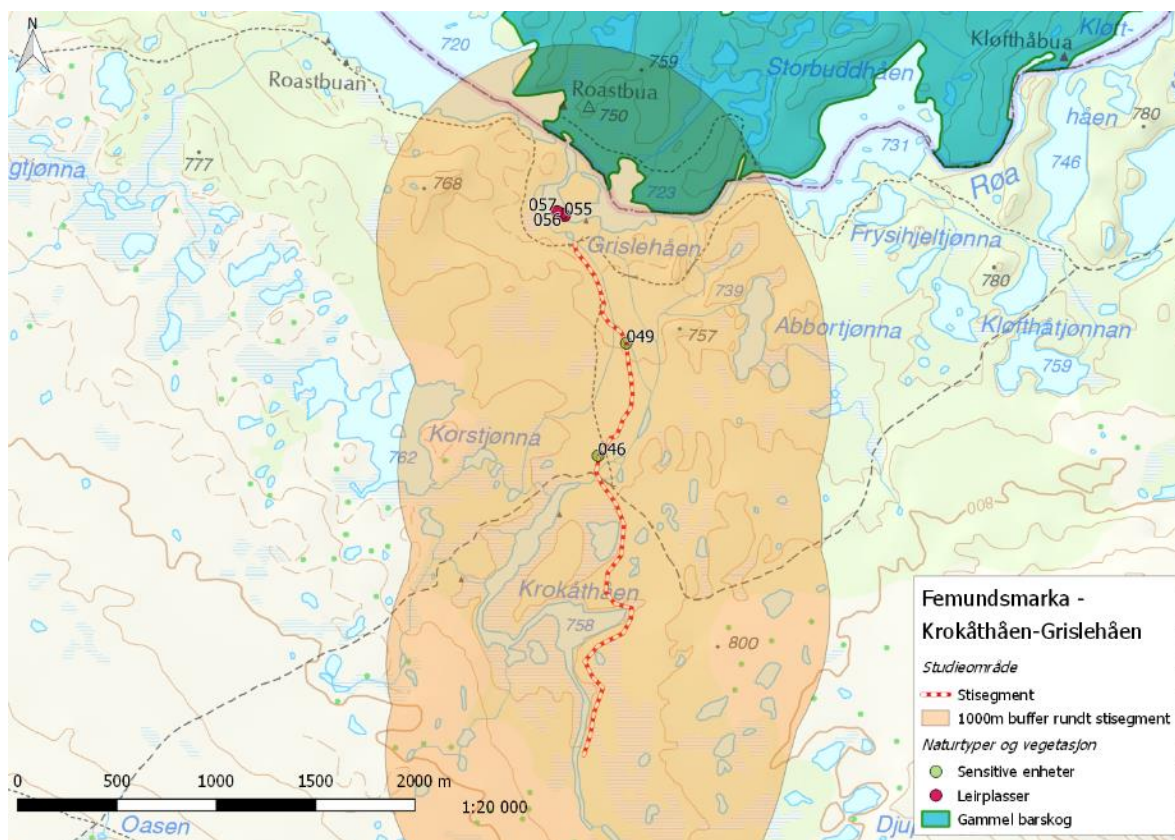 N
720
Roastbuan
777
gtjønna
768
759
Roastbua
750
Storbuddhåen
Kløfthåbua
Kløft-
håen
780
731
746
Røa
723
057
055
056
Grislehåen
Frysihjeltjønna
780
739
757
049
Abbortjønna
Kløfthåtjønnan
759
Korstjønna
762
046
800
Krokåthåen
758
800
Femundsmarka -
Krokåthåen-Grislehåen
Studieområde
Stisegment
1000m buffer rundt stisegment
Naturtyper og vegetasjon
Sensitive enheter
Leirplasser
Gammel barskog
0 500 1000 1500 2000 m
1:20 000
Oasen
Djup